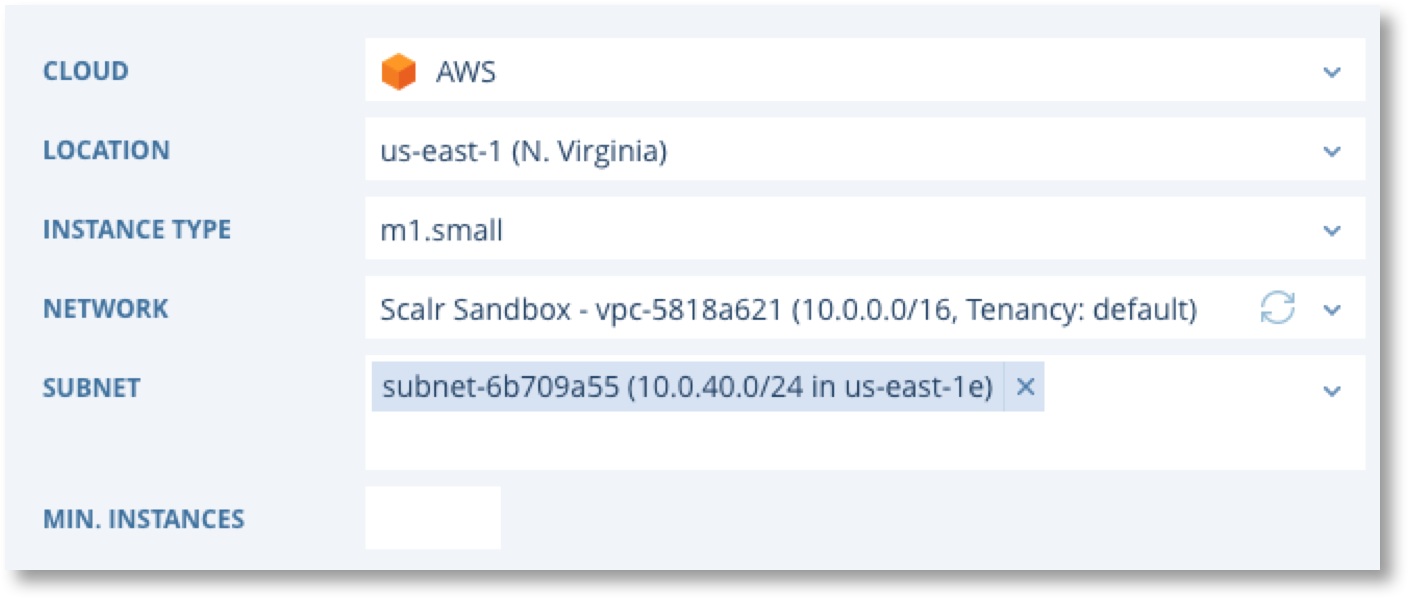 CLOUD AWS
LOCATION us-east-1 (N. Virginia)
INSTANCE TYPE m1.small
NETWORK Scalr Sandbox - vpc-5818a621 (10.0.0.0/16, Tenancy: default)
SUBNET subnet-6b709a55 (10.0.40.0/24 in us-east-1e) ×
MIN. INSTANCES